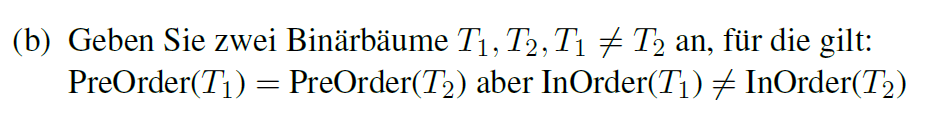 (b) Geben Sie zwei Binärbäume T₁, T₂, T₁ ≠ T₂ an, für die gilt:
PreOrder(T₁) = PreOrder(T₂) aber InOrder(T₁) ≠ InOrder(T₂)